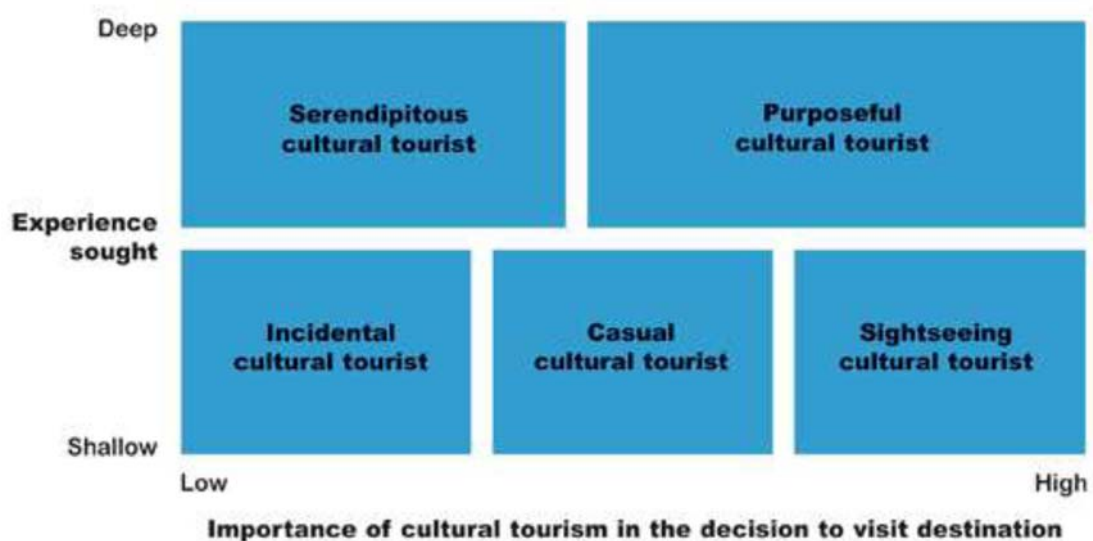 Deep
Serendipitous
cultural tourist
Purposeful
cultural tourist
Experience
sought
Incidental
cultural tourist
Casual
cultural tourist
Sightseeing
cultural tourist
Shallow
Low
High
Importance of cultural tourism in the decision to visit destination